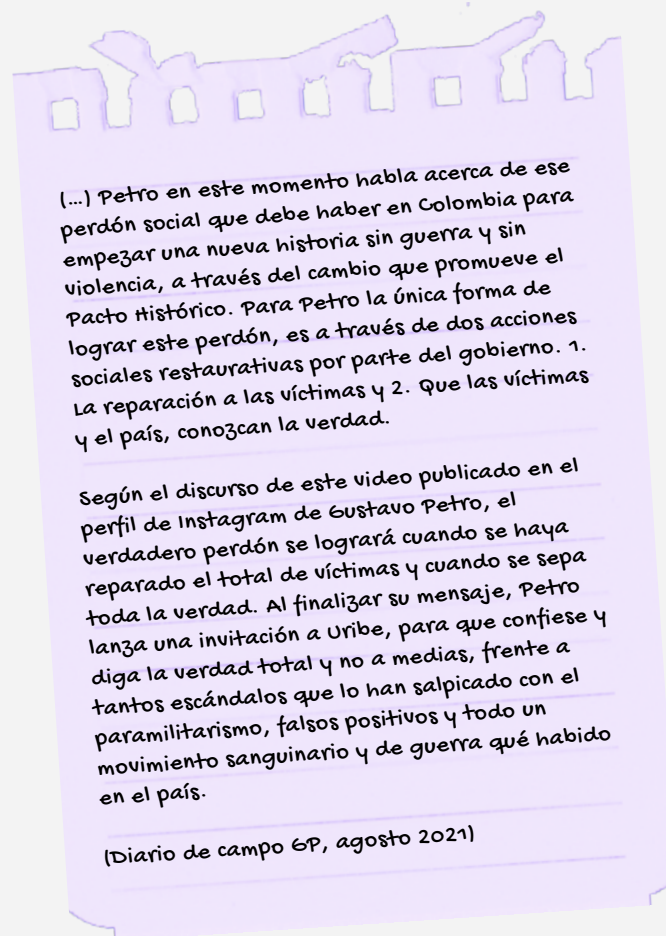 (...) Petro en este momento habla acerca de ese
perdón social que debe haber en Colombia para
empezar una nueva historia sin guerra y sin
violencia, a través del cambio que promueve el
Pacto Histórico. Para Petro la única forma de
lograr este perdón, es a través de dos acciones
sociales restaurativas por parte del gobierno. 1.
La reparación a las víctimas y 2. Que las víctimas
y el país, conozcan la verdad.

Según el discurso de este video publicado en el
perfil de Instagram de Gustavo Petro, el
verdadero perdón se logrará cuando se haya
reparado el total de víctimas y cuando se sepa
toda la verdad. Al finalizar su mensaje, Petro
lanza una invitación a Uribe, para que confiese y
diga la verdad total y no a medias, frente a
tantos escándalos que lo han salpicado con el
paramilitarismo, falsos positivos y todo un
movimiento sanguinario y de guerra qué habido
en el país.

(Diario de campo GP, agosto 2021)